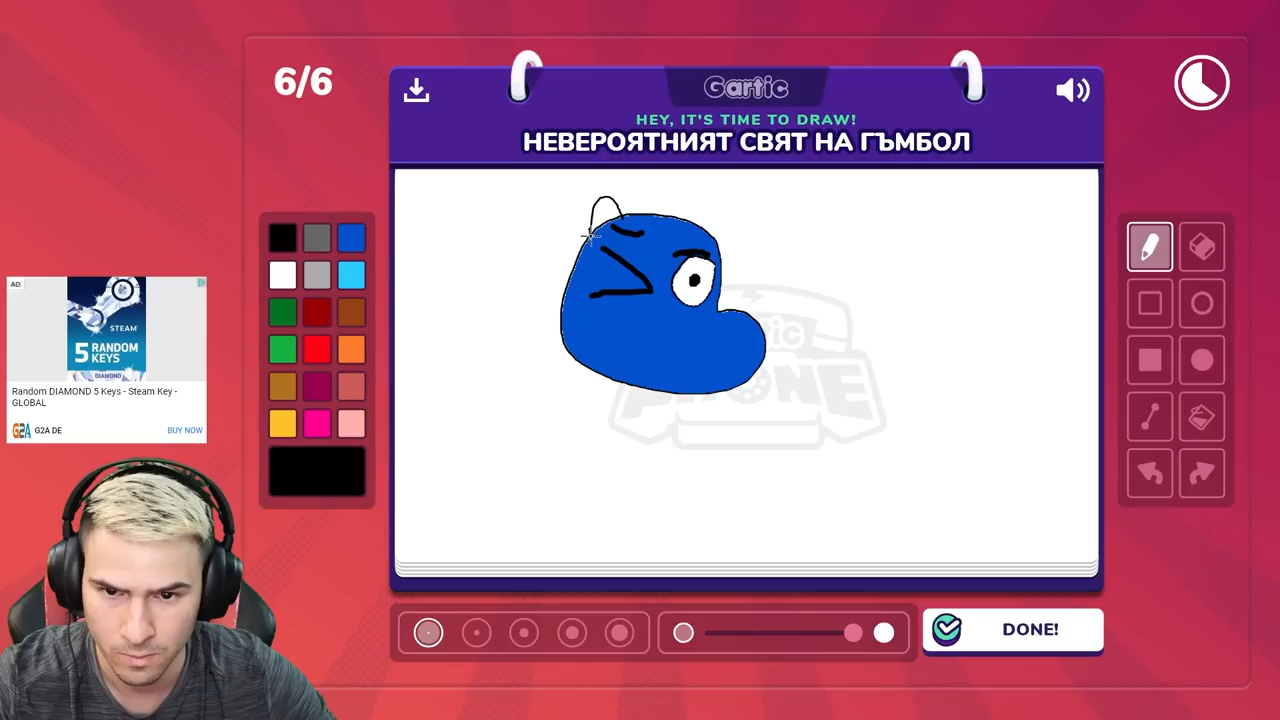 6/6
Gartic
HEY, IT'S TIME TO DRAW!
НЕВЕРОЯТНИЯТ СВЯТ НА ГЪМБОЛ
AD
STEAM
5 RANDOM
KEYS
DIAMOND
Random DIAMOND 5 Keys - Steam Key -
GLOBAL
G2A
G2A DE
BUY NOW
DONE!